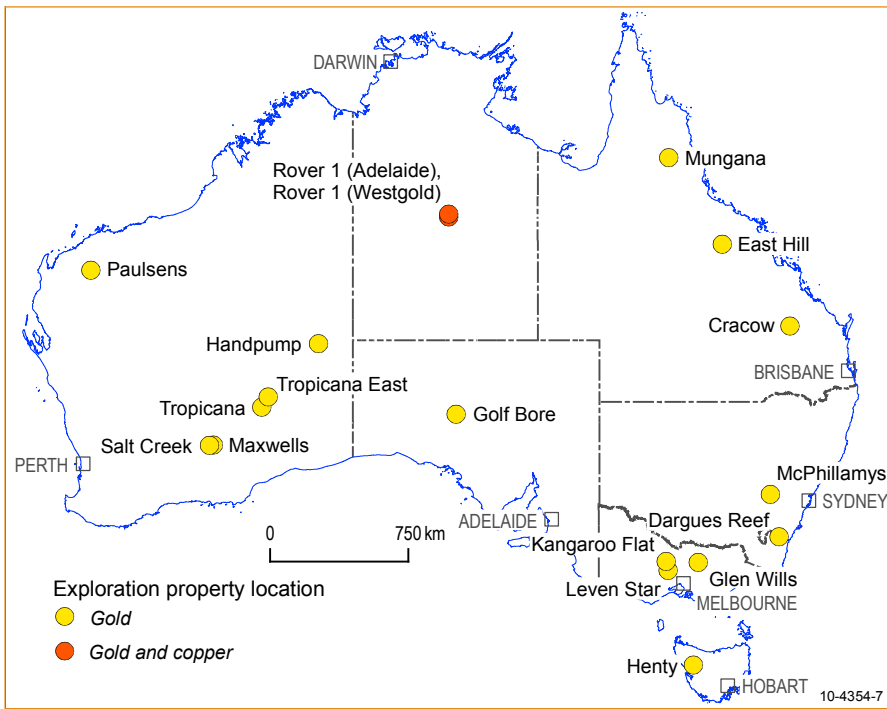 DARWIN
Rover 1 (Adelaide),
Rover 1 (Westgold)
Mungana
East Hill
Paulsens
Cracow
Handpump
BRISBANE
Tropicana East
Tropicana
Golf Bore
Salt Creek
Maxwells
PERTH
McPhillamys
SYDNEY
ADELAIDE
Dargues Reef
0
750 km
Kangaroo Flat
Glen Wills
Leven Star
MELBOURNE
Exploration property location
Gold
Gold and copper
Henty
HOBART
10-4354-7